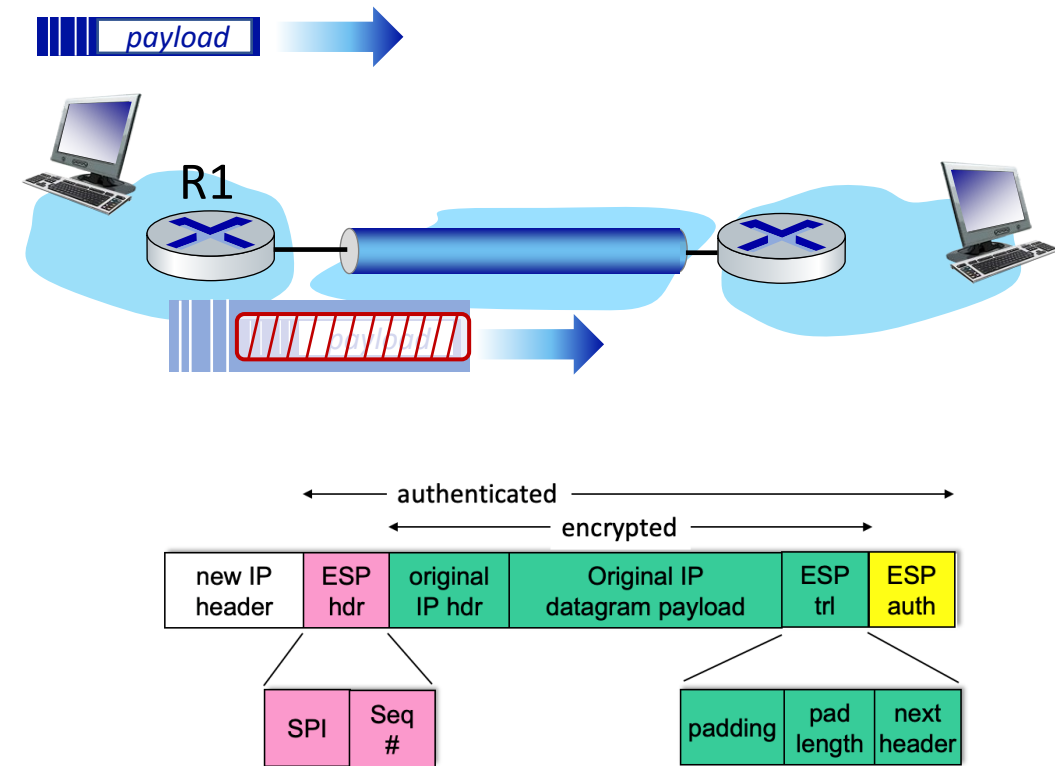 payload
R1
payload
authenticated
encrypted
new IP
header
ESP
hdr
original
IP hdr
Original IP
datagram payload
ESP
trl
ESP
auth
SPI
Seq
#
padding
pad
length
next
header